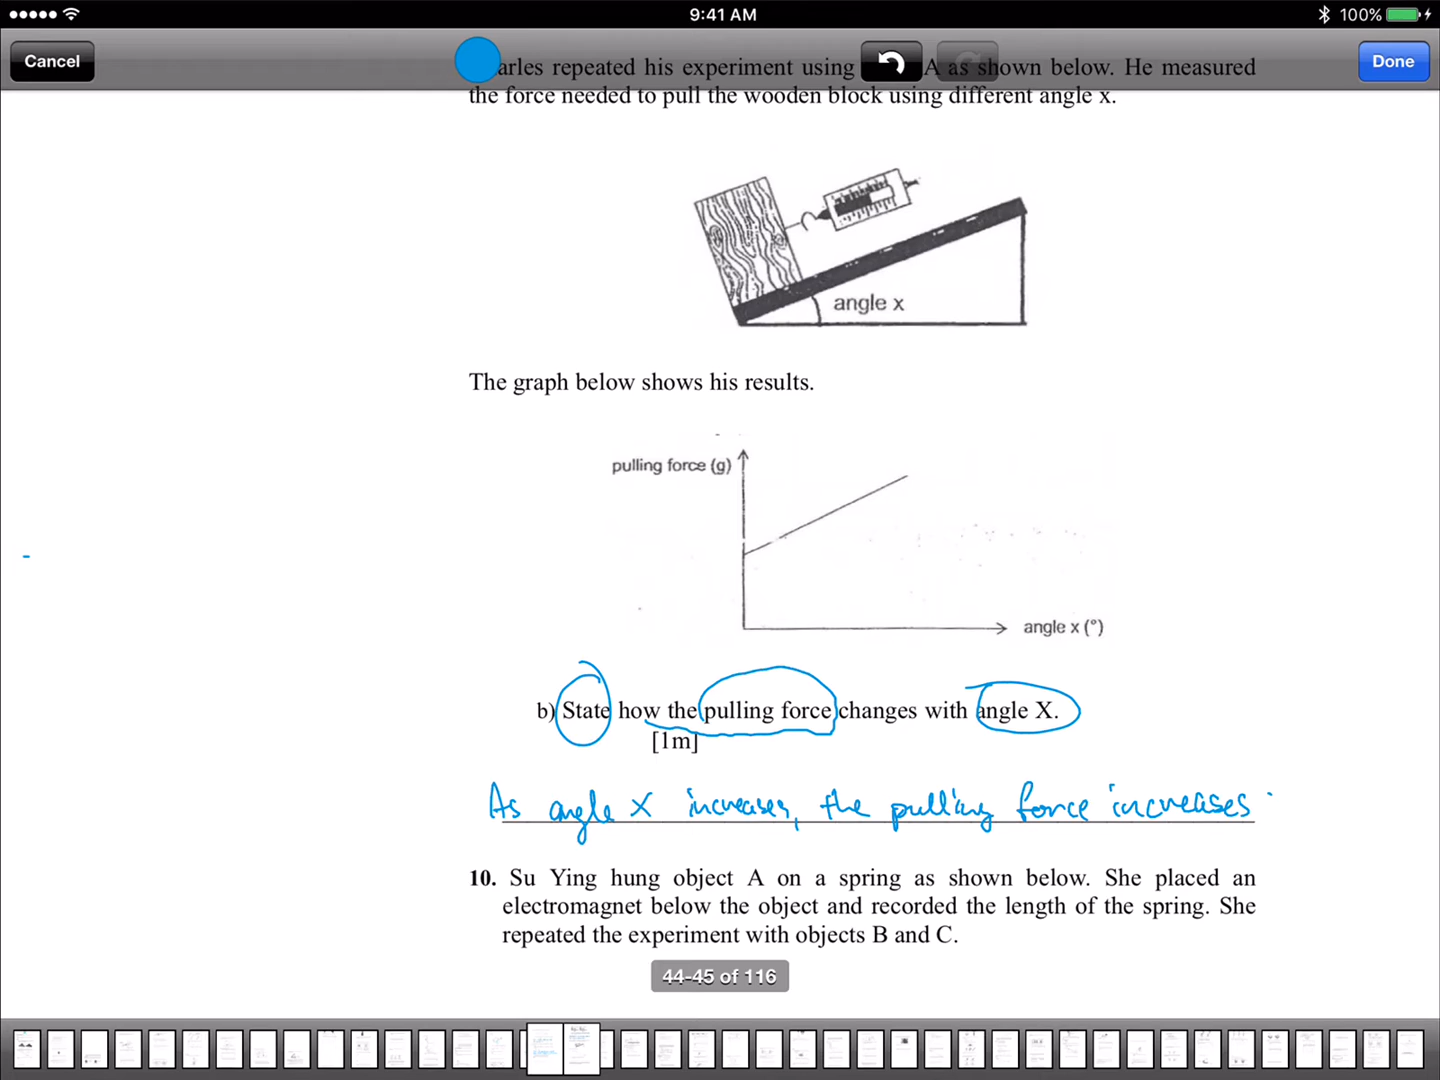 9:41 AM
100%
Cancel
Done
arles repeated his experiment using A as shown below. He measured
the force needed to pull the wooden block using different angle x.
angle x
The graph below shows his results.
pulling force (g)
angle x (°)
b) State how the pulling force changes with angle X.
[1m]
As angle X increases, the pulling force increases.
10. Su Ying hung object A on a spring as shown below. She placed an
electromagnet below the object and recorded the length of the spring. She
repeated the experiment with objects B and C.
44-45 of 116